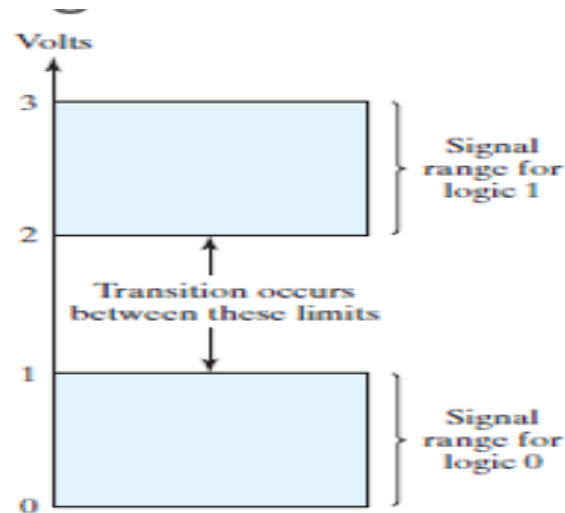 Volts
3
Signal
range for
logic 1
2
Transition occurs
between these limits
1
Signal
range for
logic 0
0